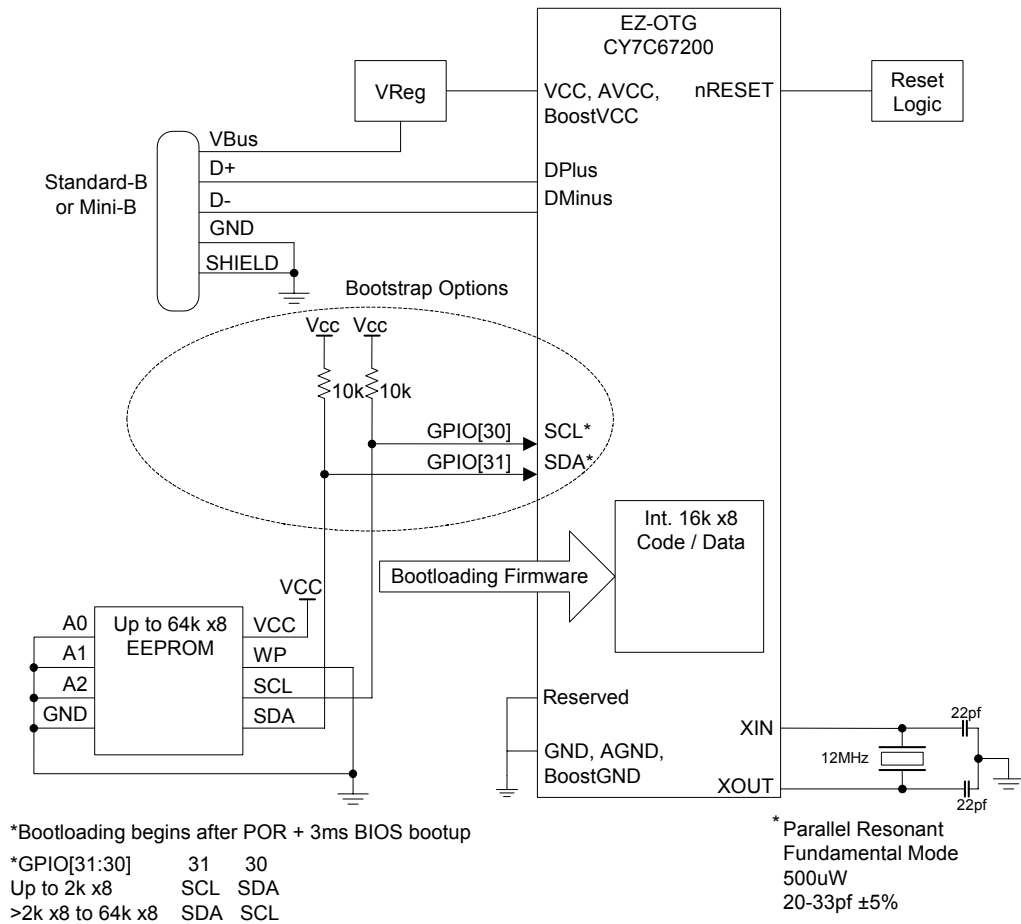 EZ-OTG
CY7C67200
VReg
VCC, AVCC,
BoostVCC
nRESET
Reset
Logic
VBus
D+
DPlus
Standard-B
or Mini-B
D-
DMinus
GND
SHIELD
Bootstrap Options
Vcc Vcc
10k 10k
GPIO[30] SCL*
GPIO[31] SDA*
Int. 16k x8
Code / Data
Bootloading Firmware
VCC
A0
A1
A2
GND
Up to 64k x8
EEPROM
VCC
WP
SCL
SDA
Reserved
GND, AGND,
BoostGND
XIN
XOUT
22pf
12MHz
22pf
*Bootloading begins after POR + 3ms BIOS bootup
*GPIO[31:30] 31 30
Up to 2k x8 SCL SDA
>2k x8 to 64k x8 SDA SCL
* Parallel Resonant
Fundamental Mode
500uW
20-33pf ±5%